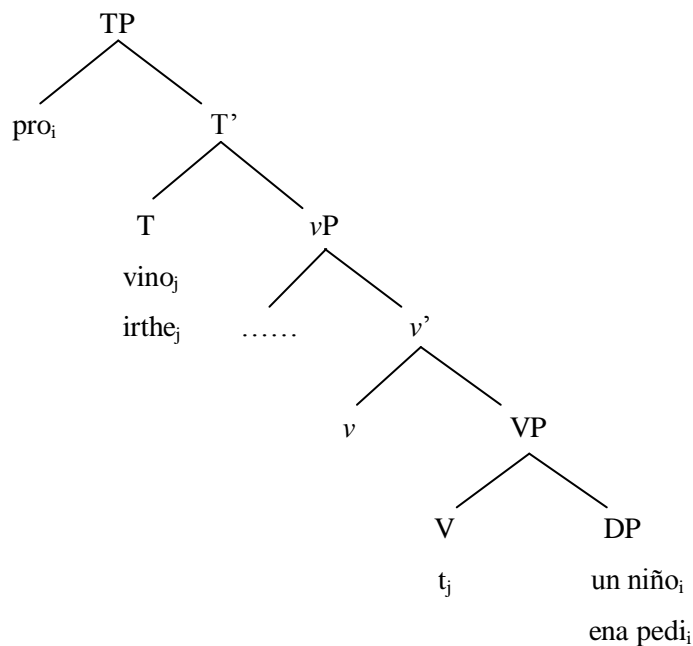 TP
proᵢ T’
T vP
vinoⱼ
irtheⱼ …… v’
v VP
V DP
tⱼ un niñoᵢ
ena pediᵢ